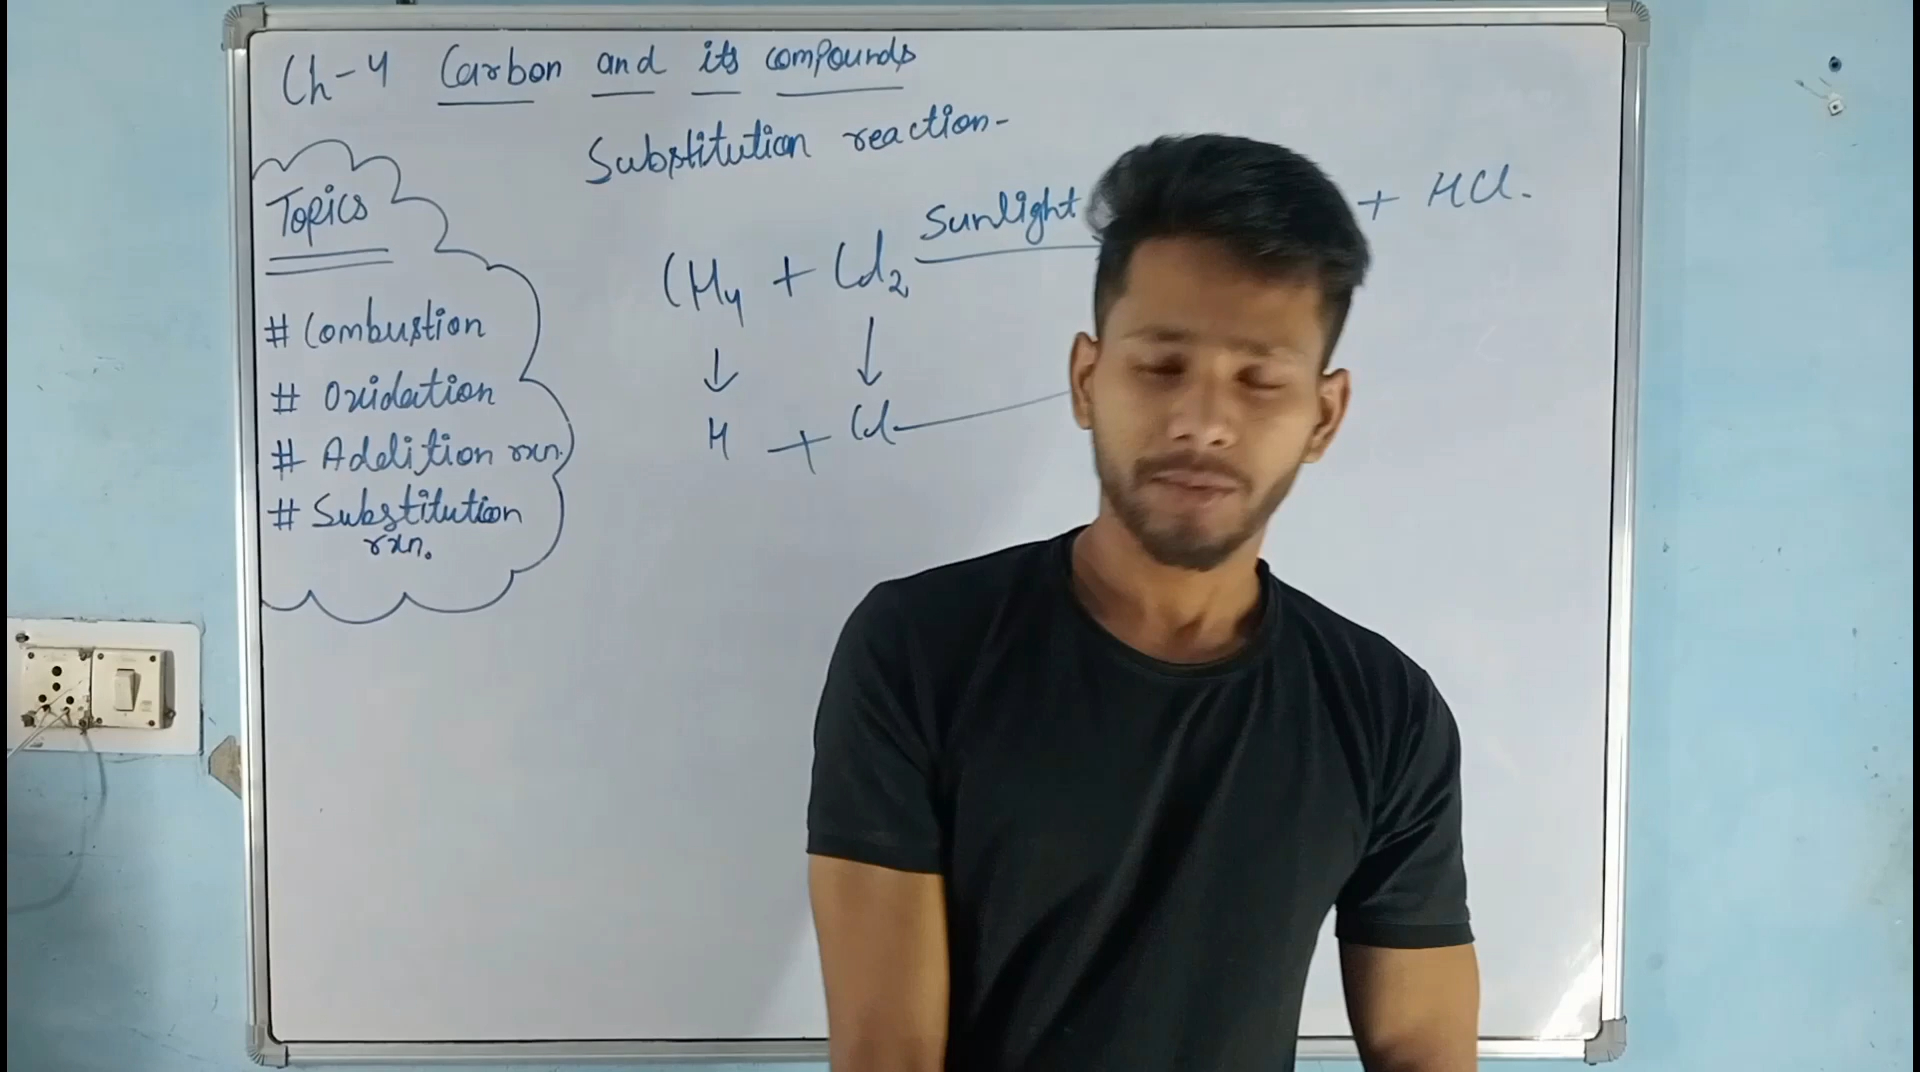 Ch-4 Carbon and its compounds
Substitution reaction-
Topics
# Combustion
# Oxidation
# Addition rxn.
# Substitution
rxn.
CH4 + Cl2 Sunlight + HCl.
↓ ↓
H + Cl